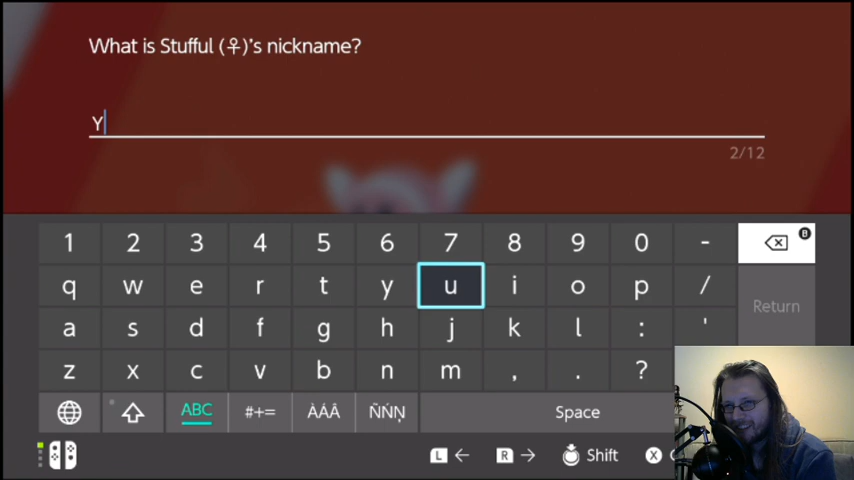 What is Stufful (♀)'s nickname?
Y
2/12
1 2 3 4 5 6 7 8 9 0 -
q w e r t y u i o p /
Return
a s d f g h j k l : '
z x c v b n m , . ?
ABC #+= ÀÁÂ ÑŃŅ Space
L ← R → Shift X
B